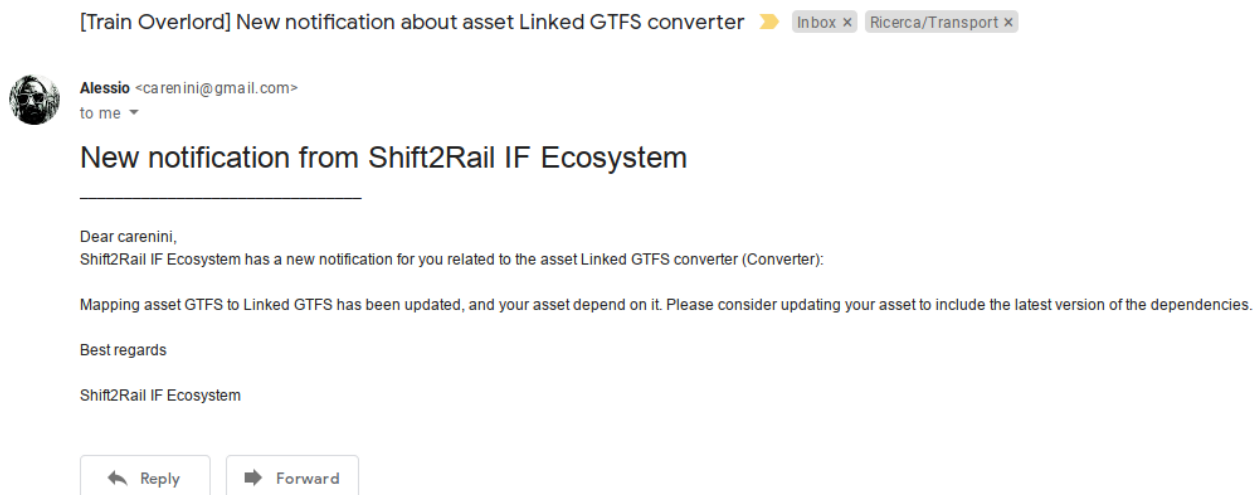 [Train Overlord] New notification about asset Linked GTFS converter Inbox × Ricerca/Transport ×
Alessio <carenini@gmail.com>
to me
New notification from Shift2Rail IF Ecosystem
Dear carenini,
Shift2Rail IF Ecosystem has a new notification for you related to the asset Linked GTFS converter (Converter):
Mapping asset GTFS to Linked GTFS has been updated, and your asset depend on it. Please consider updating your asset to include the latest version of the dependencies.
Best regards
Shift2Rail IF Ecosystem
Reply Forward